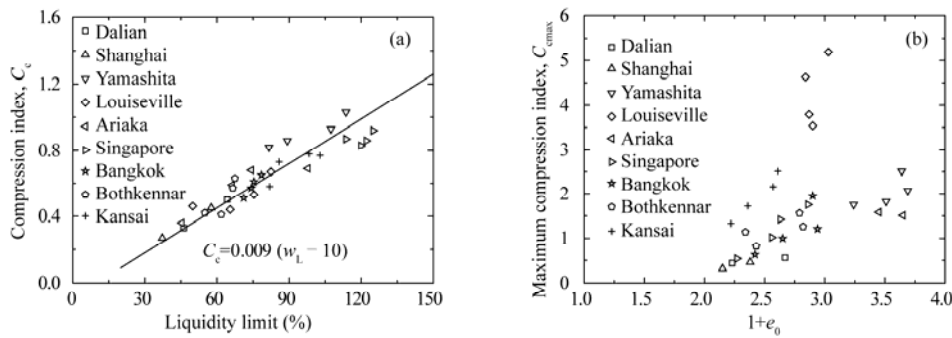 (a)
1.6
1.2
0.8
0.4
0.0
Compression index, Cc
Dalian
Shanghai
Yamashita
Louiseville
Ariaka
Singapore
Bangkok
Bothkennar
Kansai
Cc=0.009 (wL − 10)
0 30 60 90 120 150
Liquidity limit (%)
(b)
6
5
4
3
2
1
0
Maximum compression index, Ccmax
Dalian
Shanghai
Yamashita
Louiseville
Ariaka
Singapore
Bangkok
Bothkennar
Kansai
1.0 1.5 2.0 2.5 3.0 3.5 4.0
1+e0